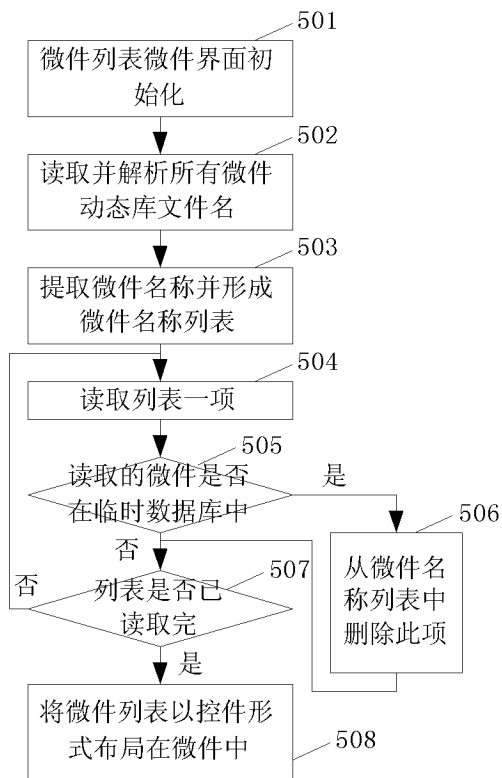 501
微件列表微件界面初
始化
502
读取并解析所有微件
动态库文件名
503
提取微件名称并形成
微件名称列表
504
读取列表一项
505
读取的微件是否
在临时数据库中
是
506
从微件名
称列表中
删除此项
否
507
列表是否已
读取完
否
是
将微件列表以控件形
式布局在微件中
508